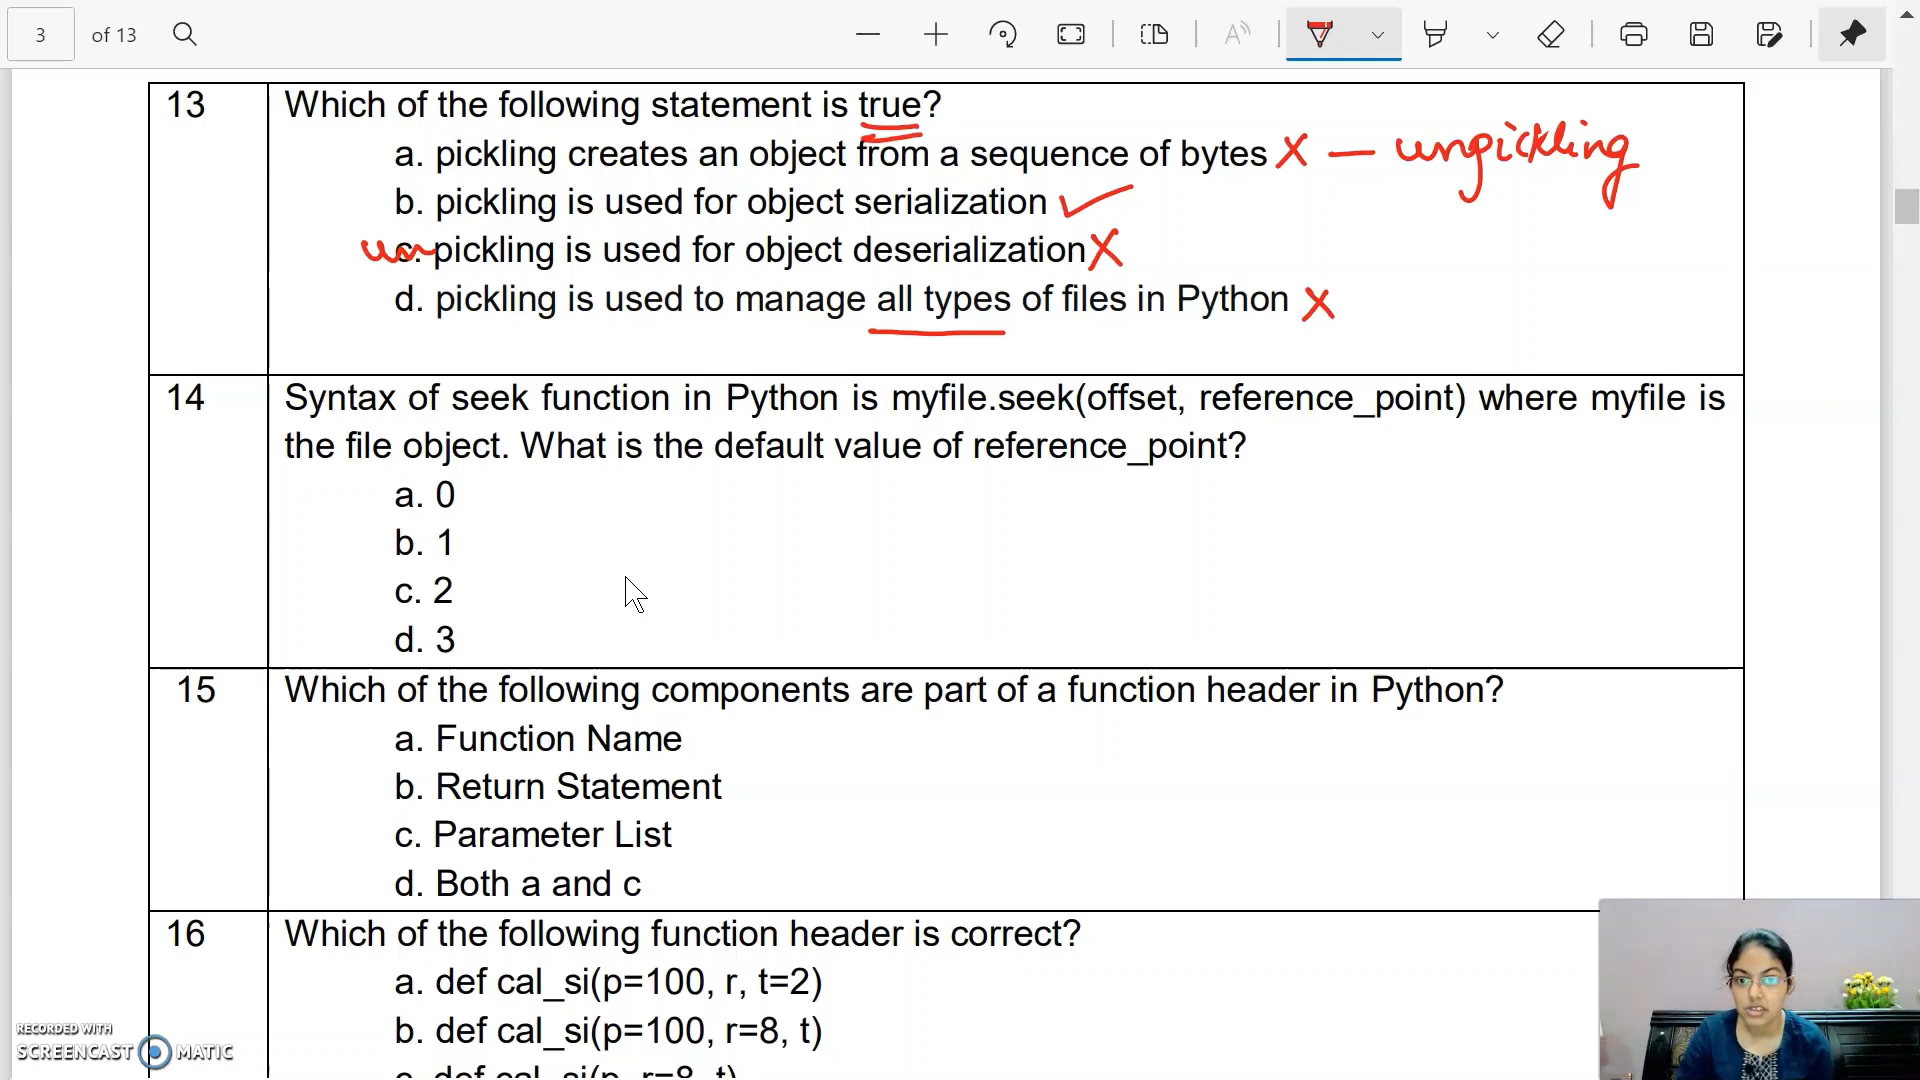 3 of 13
13 Which of the following statement is true?
a. pickling creates an object from a sequence of bytes X — unpickling
b. pickling is used for object serialization ✓
un c. pickling is used for object deserialization X
d. pickling is used to manage all types of files in Python X
14 Syntax of seek function in Python is myfile.seek(offset, reference_point) where myfile is
the file object. What is the default value of reference_point?
a. 0
b. 1
c. 2
d. 3
15 Which of the following components are part of a function header in Python?
a. Function Name
b. Return Statement
c. Parameter List
d. Both a and c
16 Which of the following function header is correct?
a. def cal_si(p=100, r, t=2)
b. def cal_si(p=100, r=8, t)
c. def cal_si(p, r=8, t)
RECORDED WITH
SCREENCAST MATIC